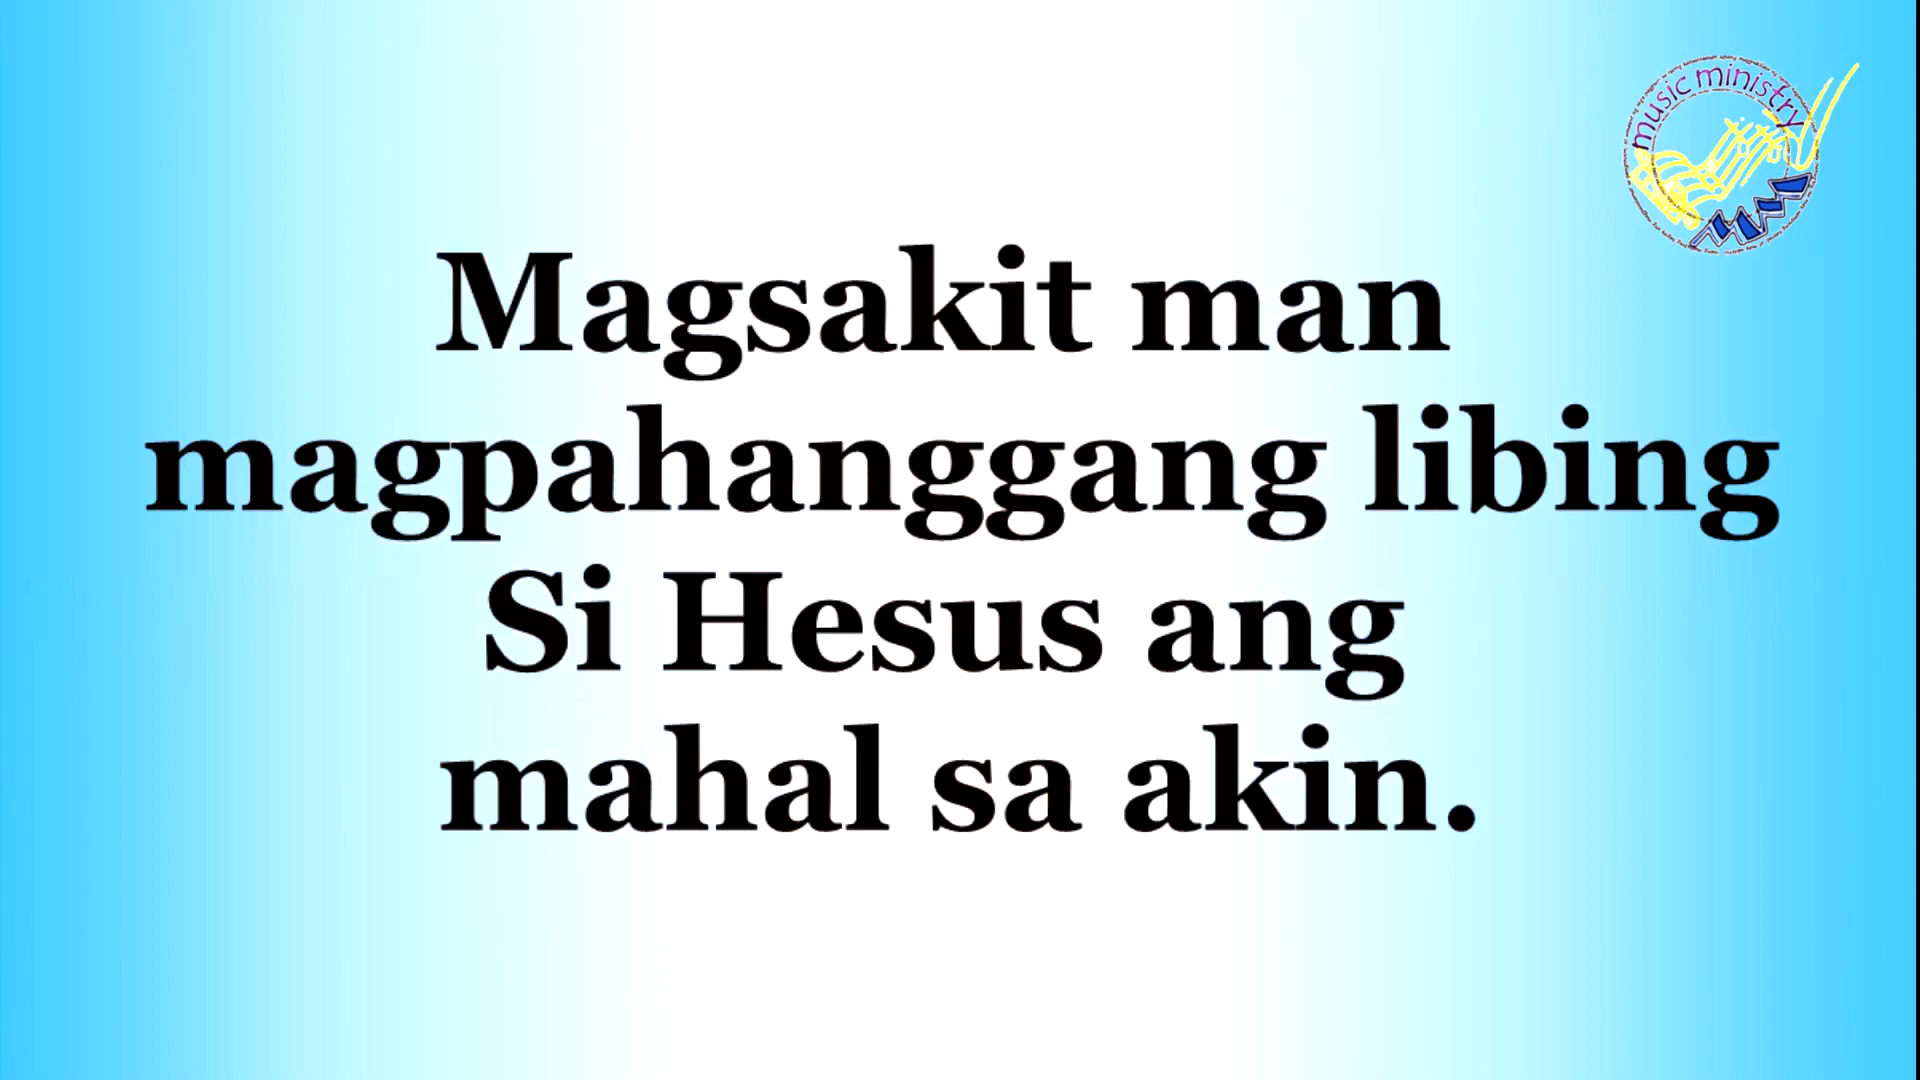 music ministry
Magsakit man
magpahanggang libing
Si Hesus ang
mahal sa akin.